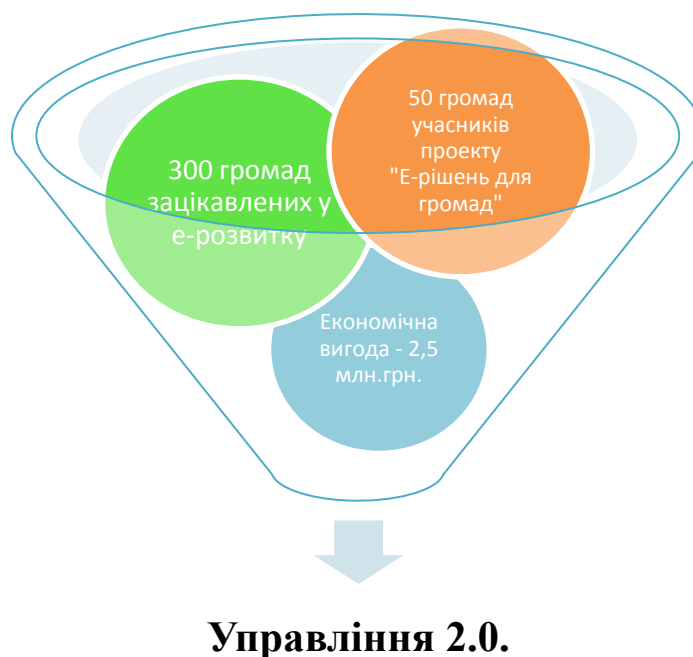 50 громад
учасників
проекту
"Е-рішень для
громад"
300 громад
зацікавлених у
е-розвитку
Економічна
вигода - 2,5
млн.грн.
Управління 2.0.